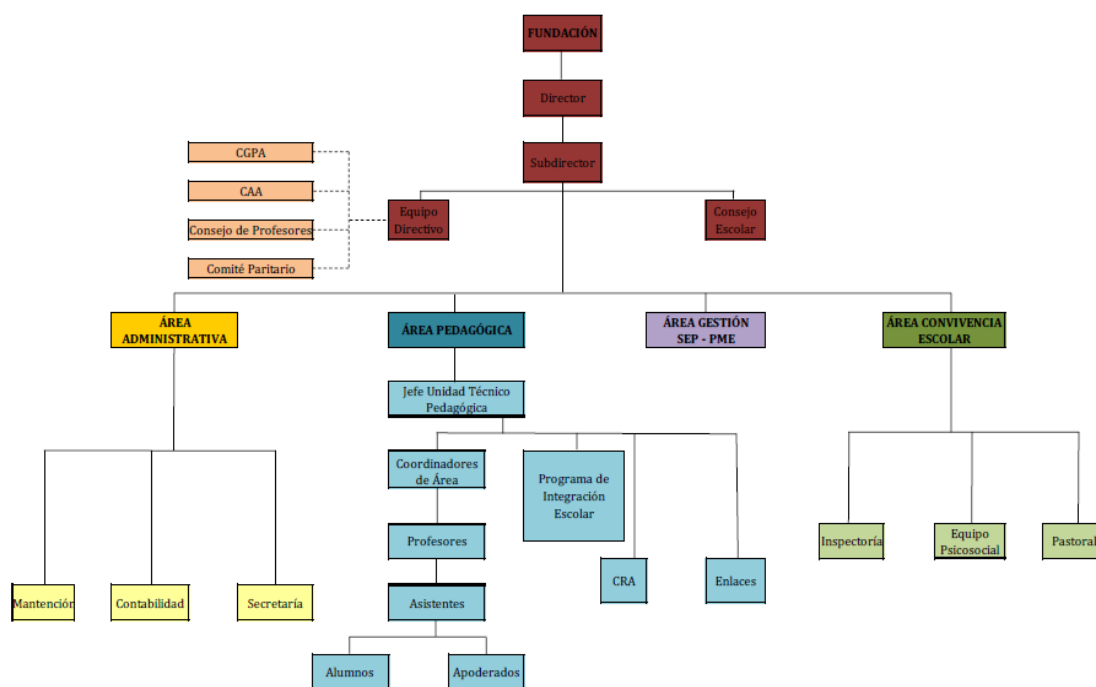 FUNDACIÓN
Director
Subdirector
CGPA
CAA
Consejo de Profesores
Comité Paritario
Equipo
Directivo
Consejo
Escolar
ÁREA
ADMINISTRATIVA
ÁREA PEDAGÓGICA
ÁREA GESTIÓN
SEP - PME
ÁREA CONVIVENCIA
ESCOLAR
Jefe Unidad Técnico
Pedagógica
Coordinadores
de Área
Programa de
Integración
Escolar
Profesores
Inspectoría
Equipo
Psicosocial
Pastoral
CRA
Enlaces
Mantención
Contabilidad
Secretaría
Asistentes
Alumnos
Apoderados